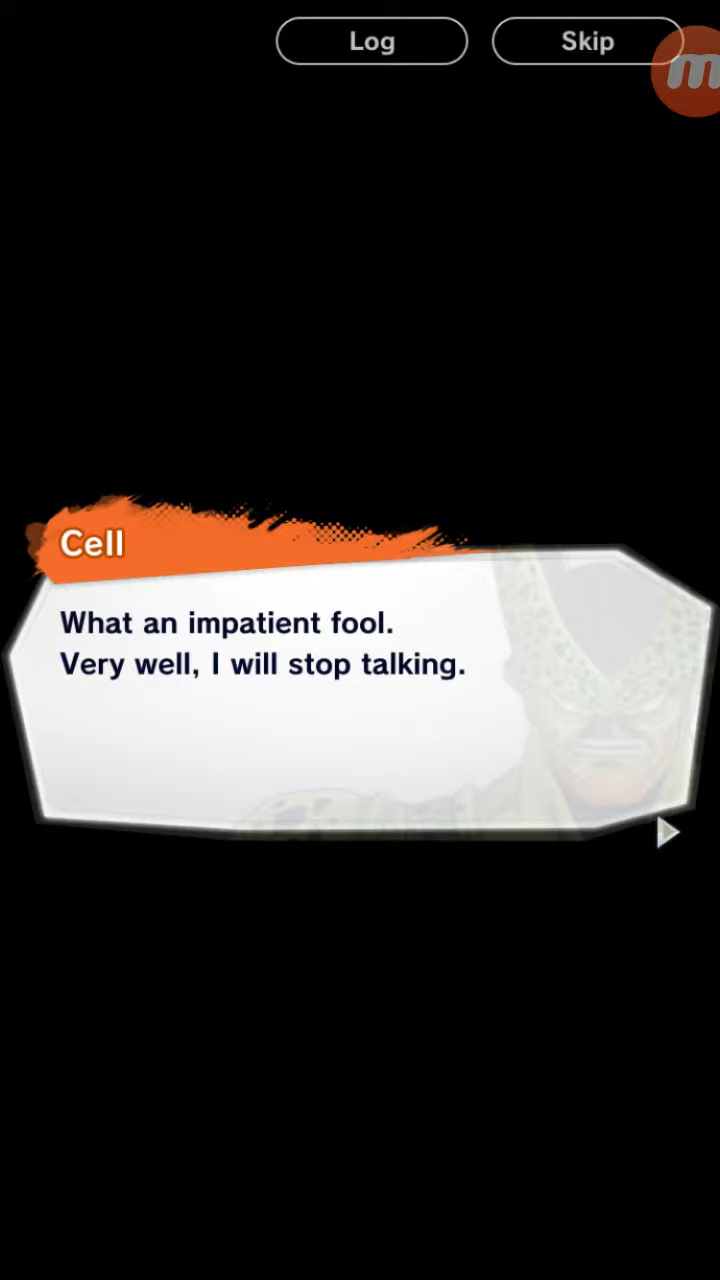 Log
Skip
m
Cell
What an impatient fool.
Very well, I will stop talking.